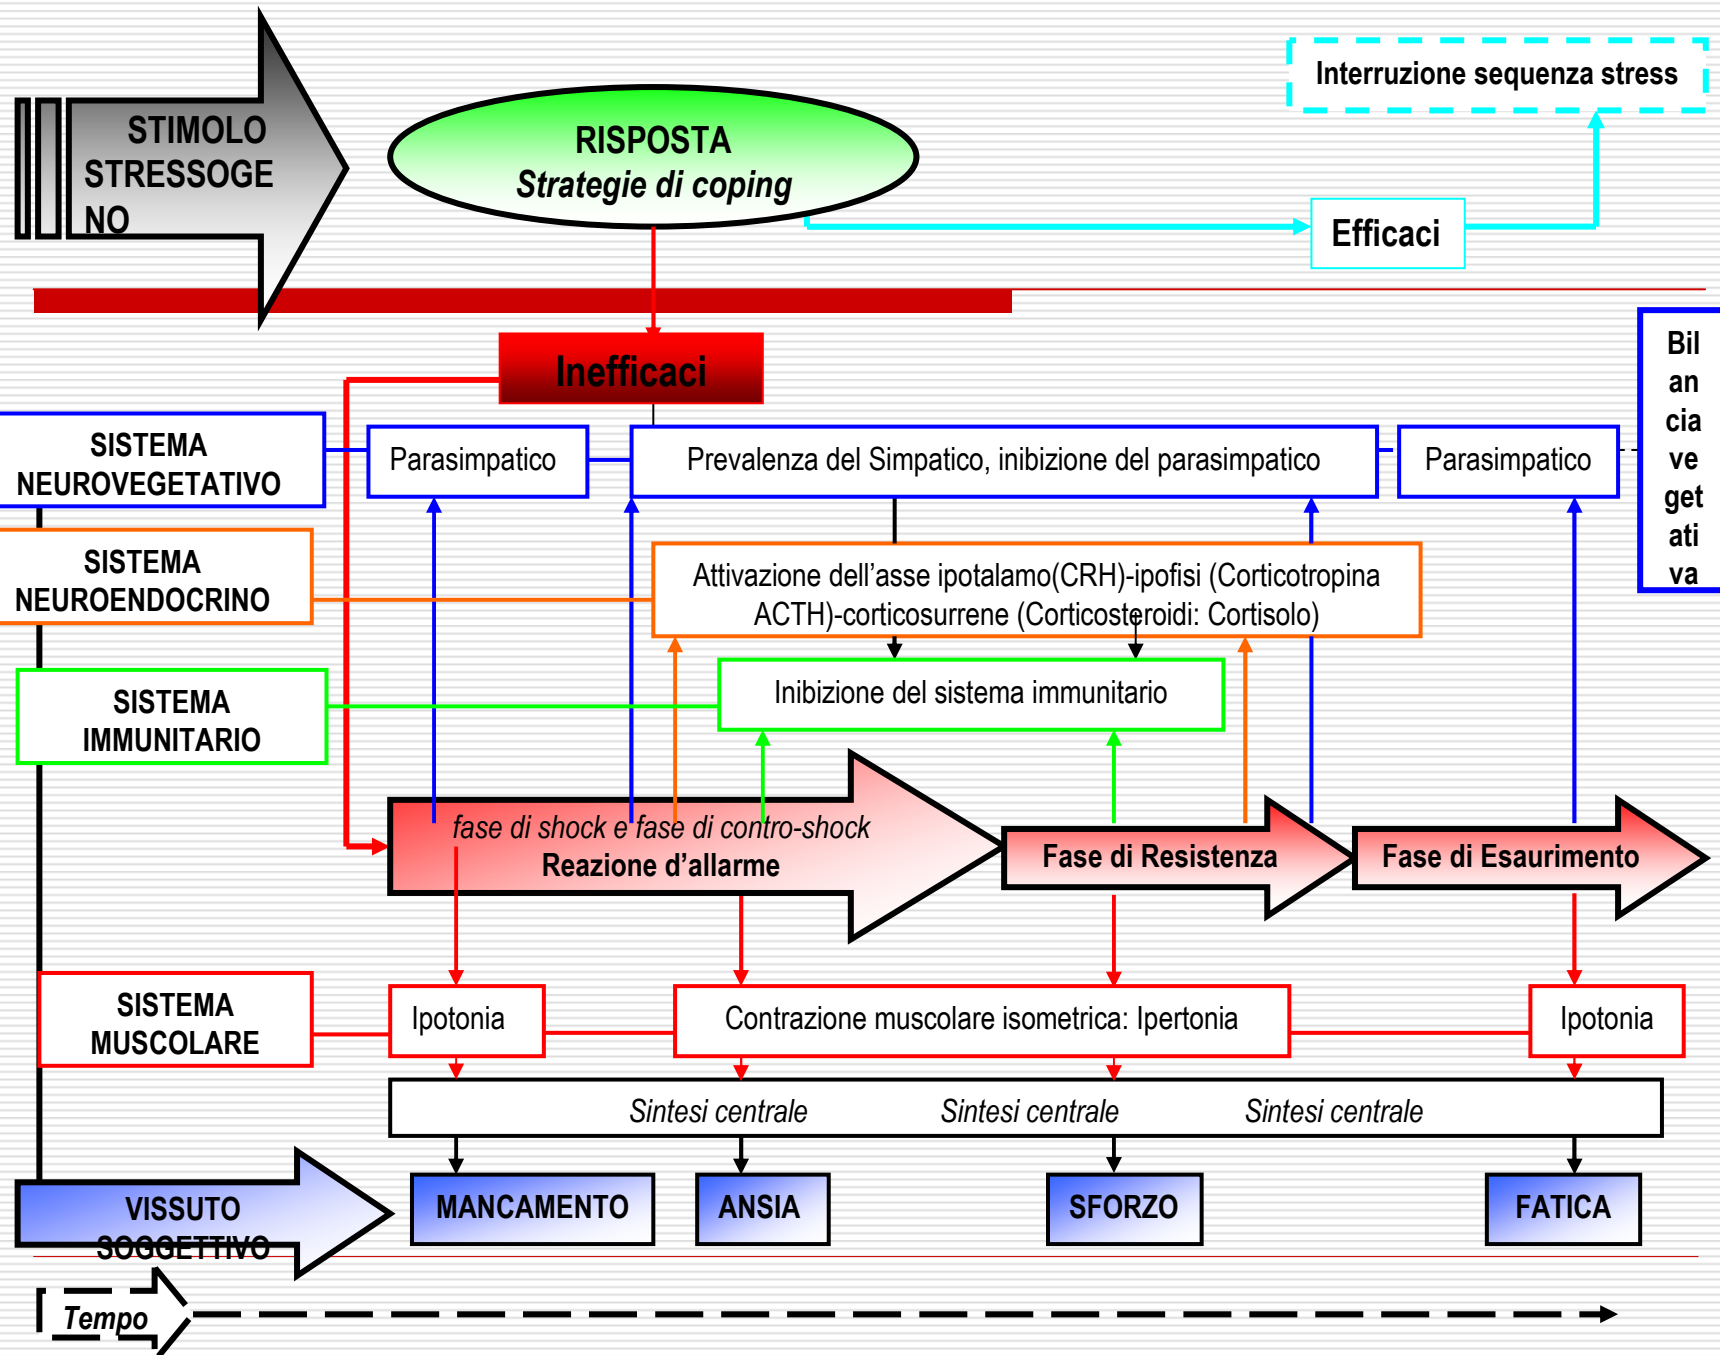 Interruzione sequenza stress
STIMOLO
STRESSOGE
NO
RISPOSTA
Strategie di coping
Efficaci
Inefficaci
Bil
an
cia
ve
get
ati
va
SISTEMA
NEUROVEGETATIVO
Parasimpatico
Prevalenza del Simpatico, inibizione del parasimpatico
Parasimpatico
SISTEMA
NEUROENDOCRINO
Attivazione dell'asse ipotalamo(CRH)-ipofisi (Corticotropina
ACTH)-corticosurrene (Corticosteroidi: Cortisolo)
SISTEMA
IMMUNITARIO
Inibizione del sistema immunitario
fase di shock e fase di contro-shock
Reazione d'allarme
Fase di Resistenza
Fase di Esaurimento
SISTEMA
MUSCOLARE
Ipotonia
Contrazione muscolare isometrica: Ipertonia
Ipotonia
Sintesi centrale
Sintesi centrale
Sintesi centrale
VISSUTO
SOGGETTIVO
MANCAMENTO
ANSIA
SFORZO
FATICA
Tempo